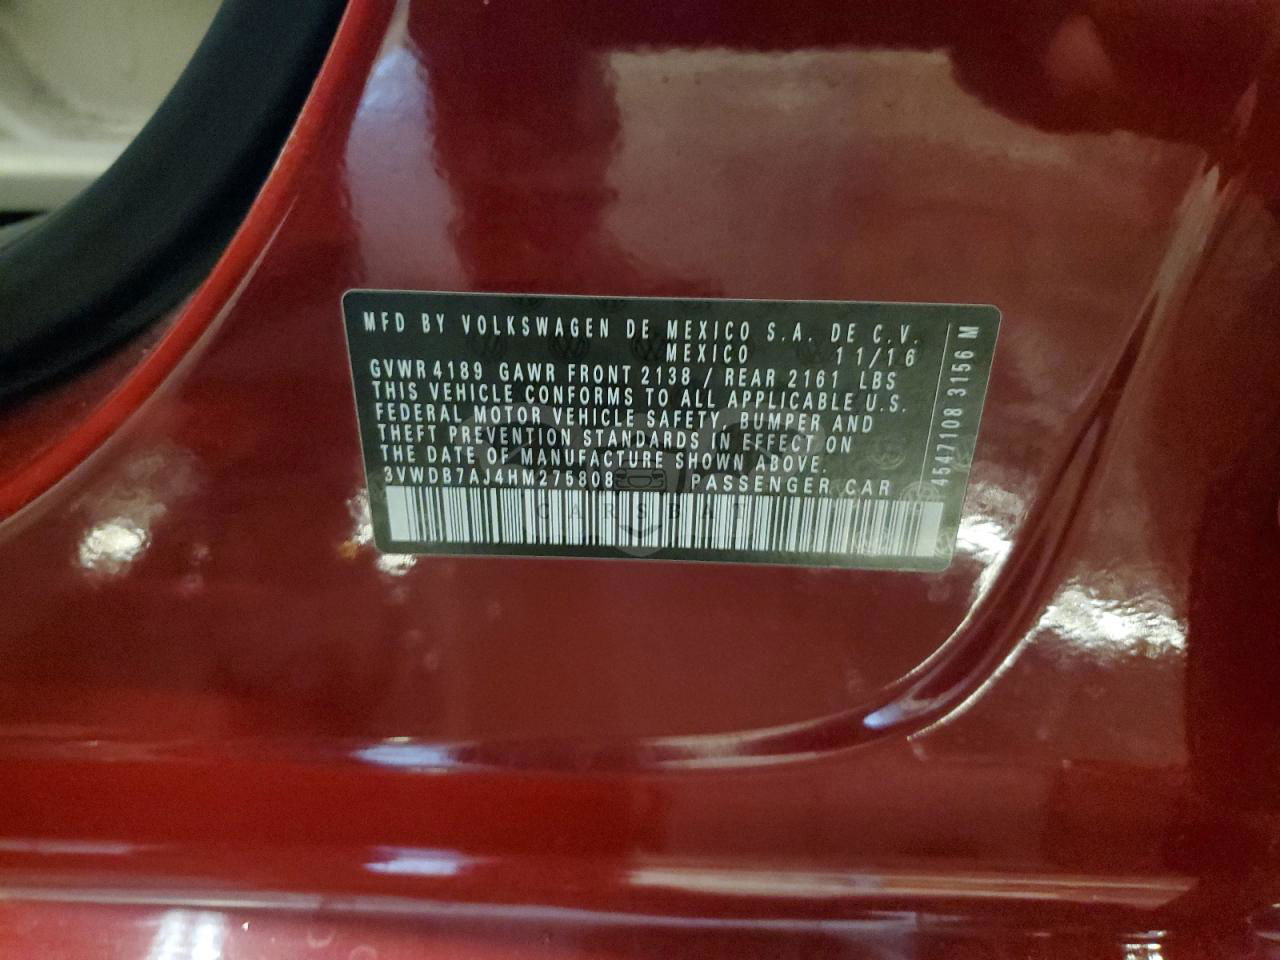 MFD BY VOLKSWAGEN DE MEXICO S.A. DE C.V.
MEXICO 11/16
GVWR 4189 GAWR FRONT 2138 / REAR 2161 LBS
THIS VEHICLE CONFORMS TO ALL APPLICABLE U.S.
FEDERAL MOTOR VEHICLE SAFETY, BUMPER AND
THEFT PREVENTION STANDARDS IN EFFECT ON
THE DATE OF MANUFACTURE SHOWN ABOVE.
3VWDB7AJ4HM275808 PASSENGER CAR
4547108 3156 M
CARSBAT